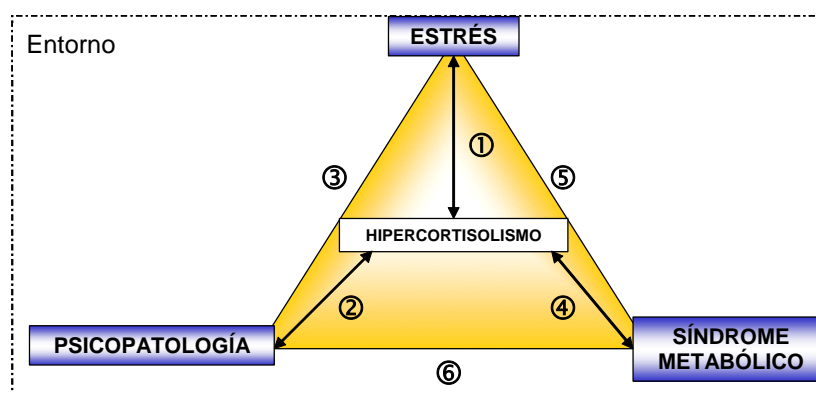 ESTRÉS
Entorno
①
③
⑤
HIPERCORTISOLISMO
②
④
PSICOPATOLOGÍA
SÍNDROME
METABÓLICO
⑥